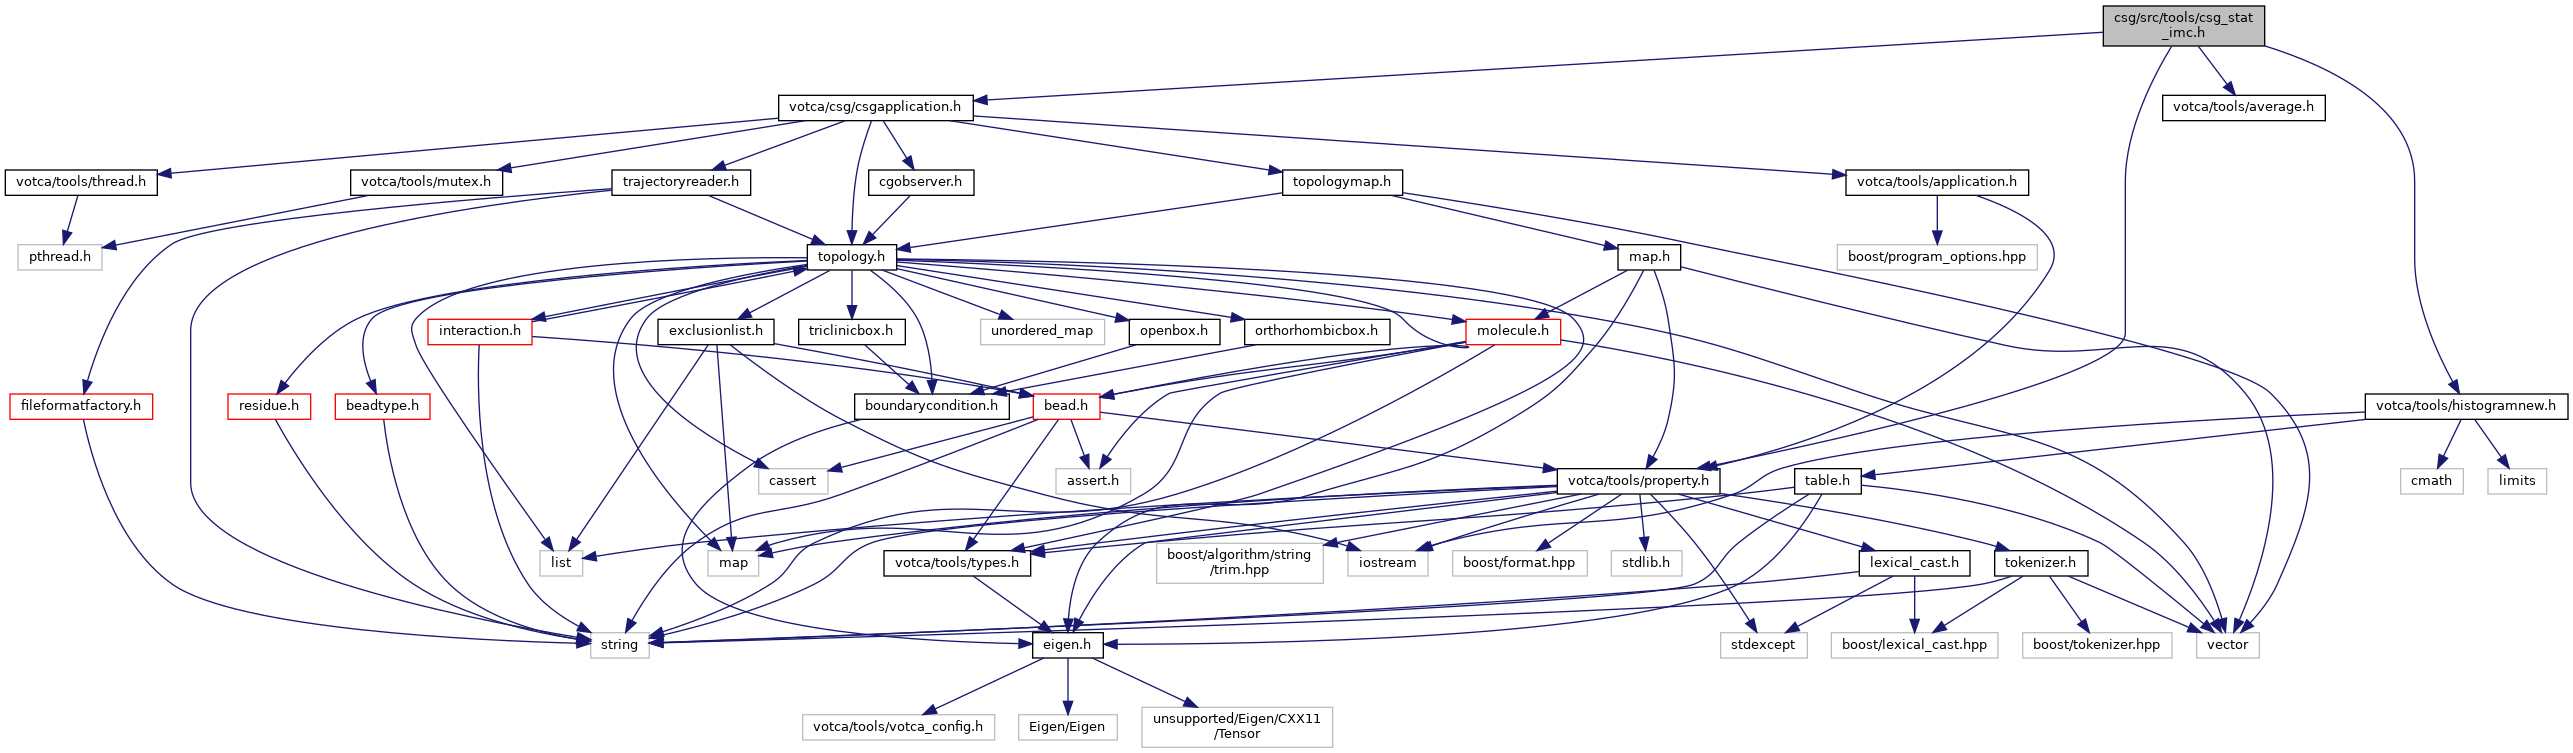 csg/src/tools/csg_stat
_imc.h
votca/csg/csgapplication.h
votca/tools/average.h
votca/tools/thread.h
votca/tools/mutex.h
trajectoryreader.h
cgobserver.h
topologymap.h
votca/tools/application.h
pthread.h
topology.h
map.h
boost/program_options.hpp
interaction.h
exclusionlist.h
triclinicbox.h
unordered_map
openbox.h
orthorhombicbox.h
molecule.h
fileformatfactory.h
residue.h
beadtype.h
boundarycondition.h
bead.h
votca/tools/histogramnew.h
cassert
assert.h
votca/tools/property.h
table.h
cmath
limits
list
map
votca/tools/types.h
boost/algorithm/string
/trim.hpp
iostream
boost/format.hpp
stdlib.h
lexical_cast.h
tokenizer.h
string
eigen.h
stdexcept
boost/lexical_cast.hpp
boost/tokenizer.hpp
vector
votca/tools/votca_config.h
Eigen/Eigen
unsupported/Eigen/CXX11
/Tensor